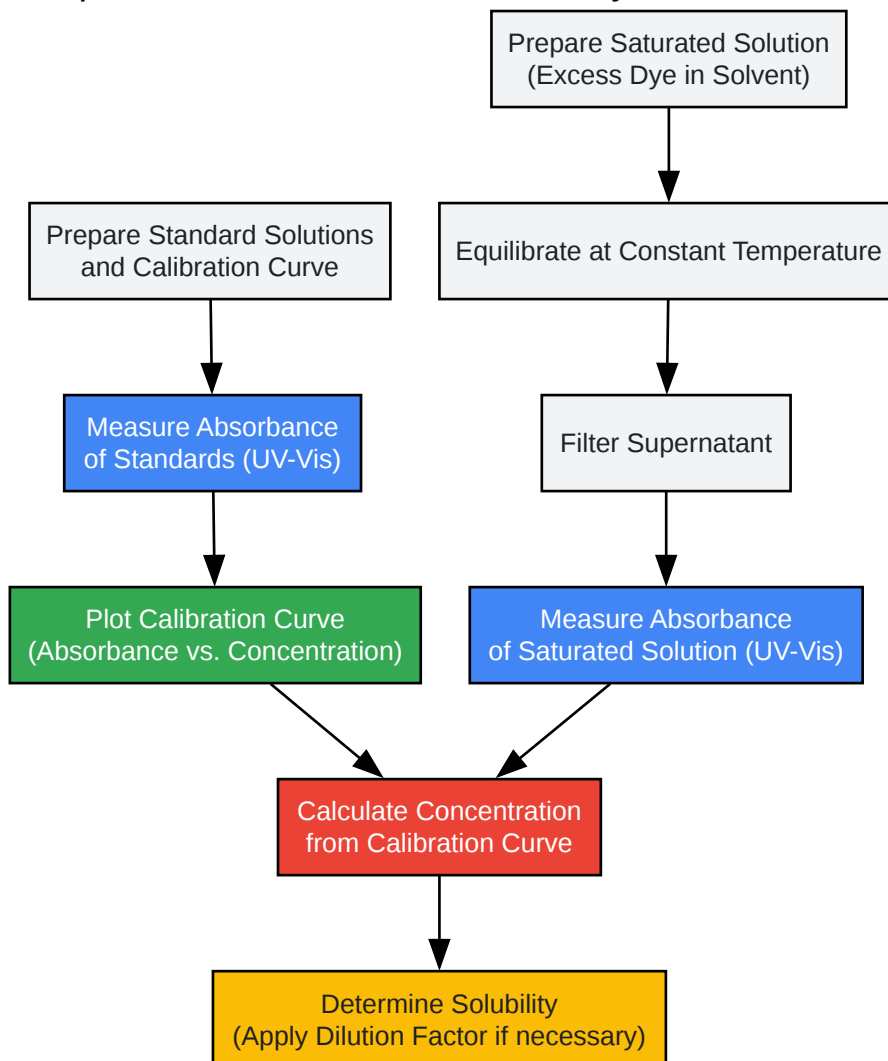 Prepare Saturated Solution
(Excess Dye in Solvent)
Prepare Standard Solutions
and Calibration Curve
Equilibrate at Constant Temperature
Measure Absorbance
of Standards (UV-Vis)
Filter Supernatant
Plot Calibration Curve
(Absorbance vs. Concentration)
Measure Absorbance
of Saturated Solution (UV-Vis)
Calculate Concentration
from Calibration Curve
Determine Solubility
(Apply Dilution Factor if necessary)